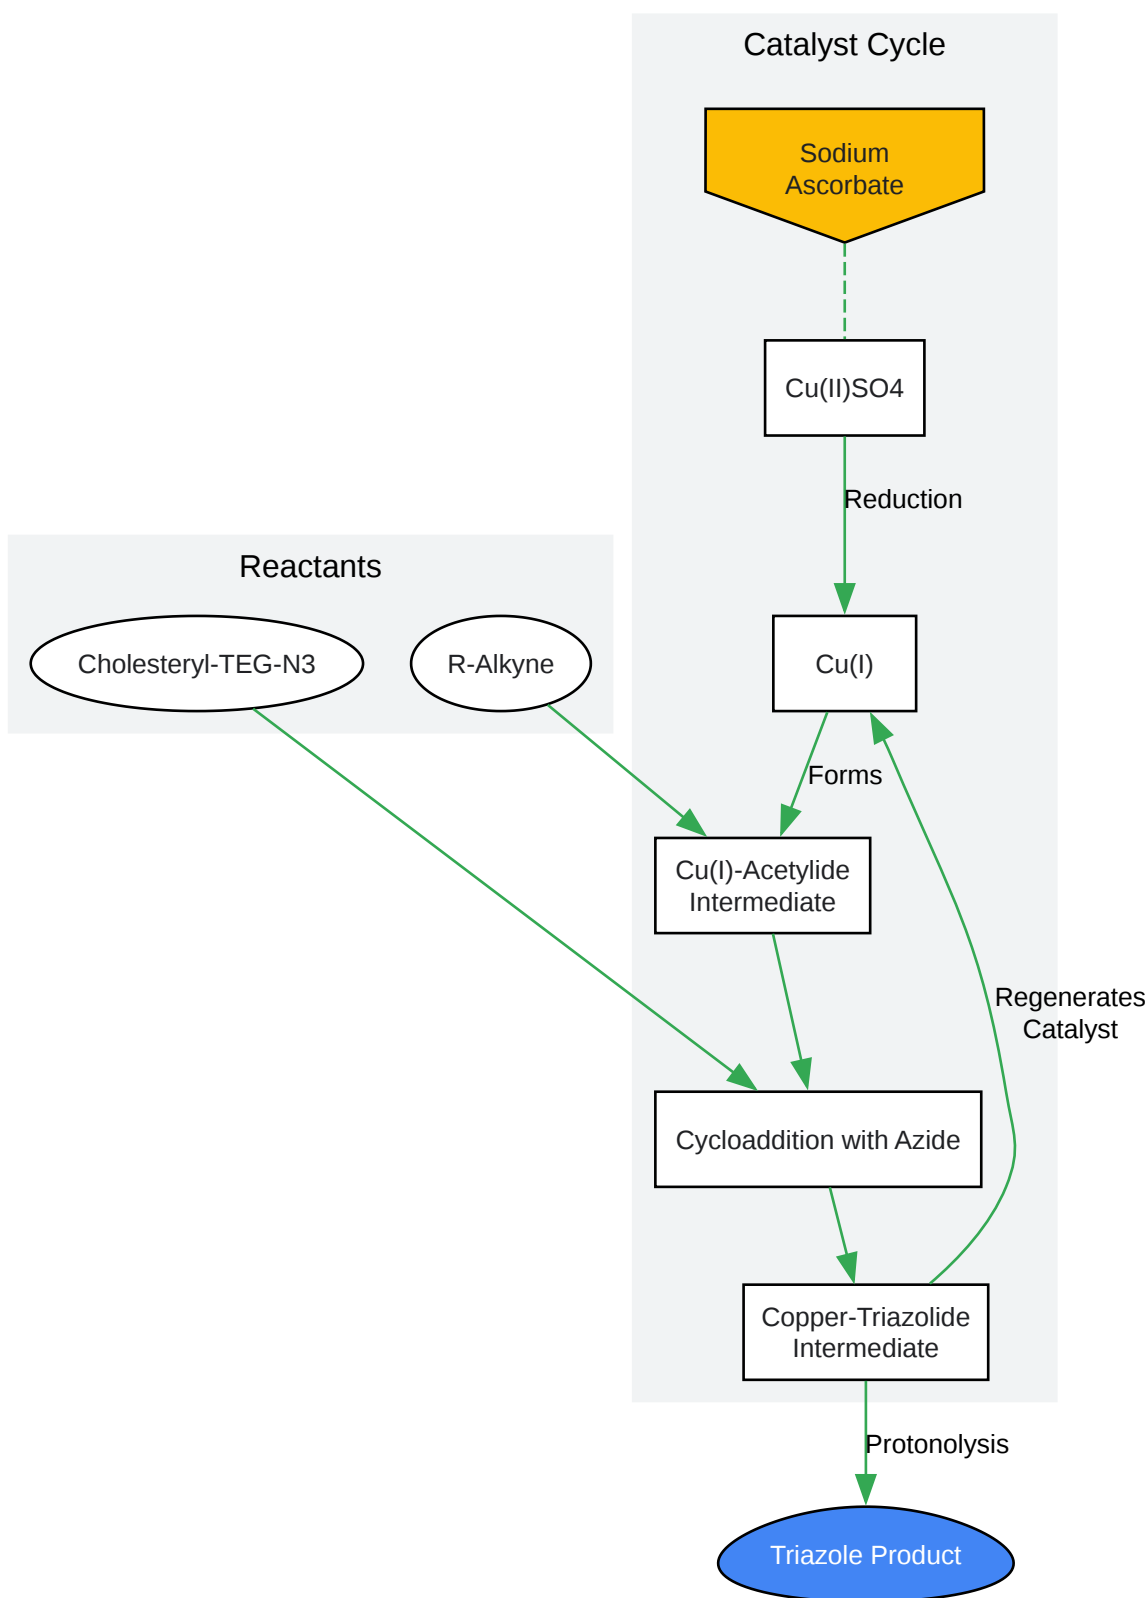 Catalyst Cycle
Sodium
Ascorbate
Cu(II)SO4
Reduction
Reactants
Cholesteryl-TEG-N3
R-Alkyne
Cu(I)
Forms
Cu(I)-Acetylide
Intermediate
Regenerates
Catalyst
Cycloaddition with Azide
Copper-Triazolide
Intermediate
Protonolysis
Triazole Product